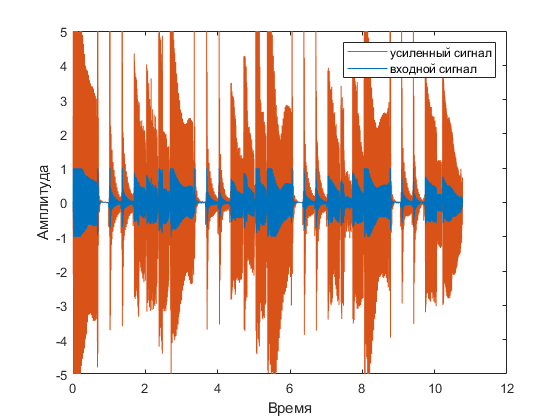 усиленный сигнал
входной сигнал
Амплитуда
5
4
3
2
1
0
-1
-2
-3
-4
-5
0 2 4 6 8 10 12
Время